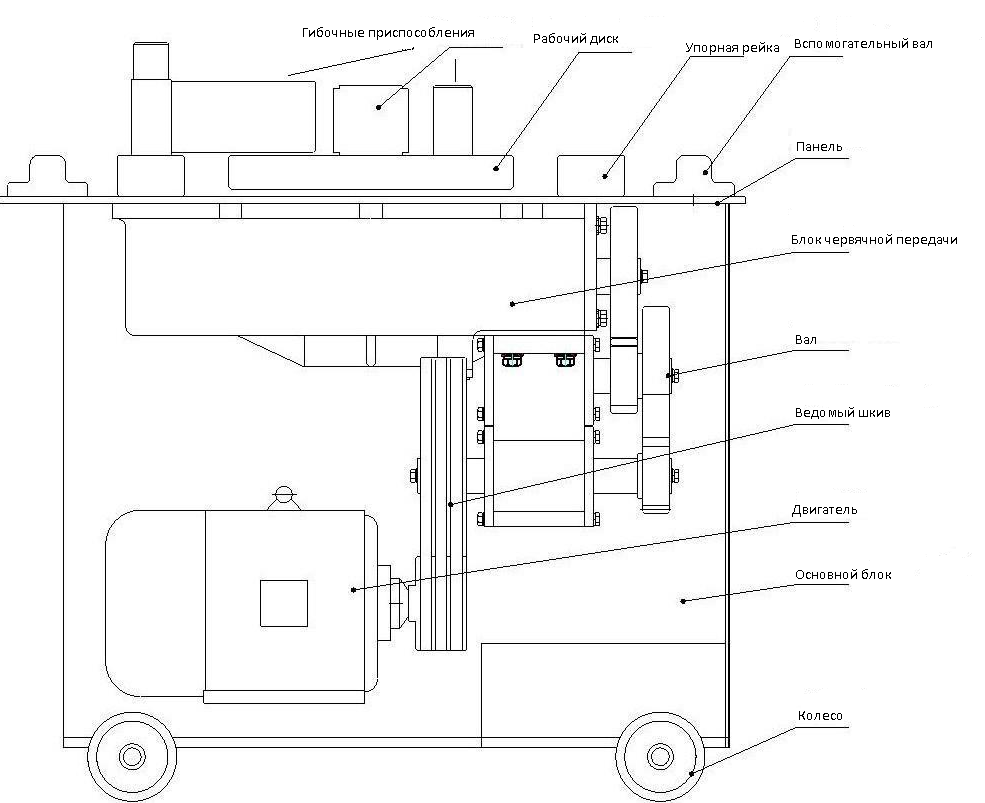 Гибочные приспособления
Рабочий диск
Упорная рейка
Вспомогательный вал
Панель
Блок червячной передачи
Вал
Ведомый шкив
Двигатель
Основной блок
Колесо